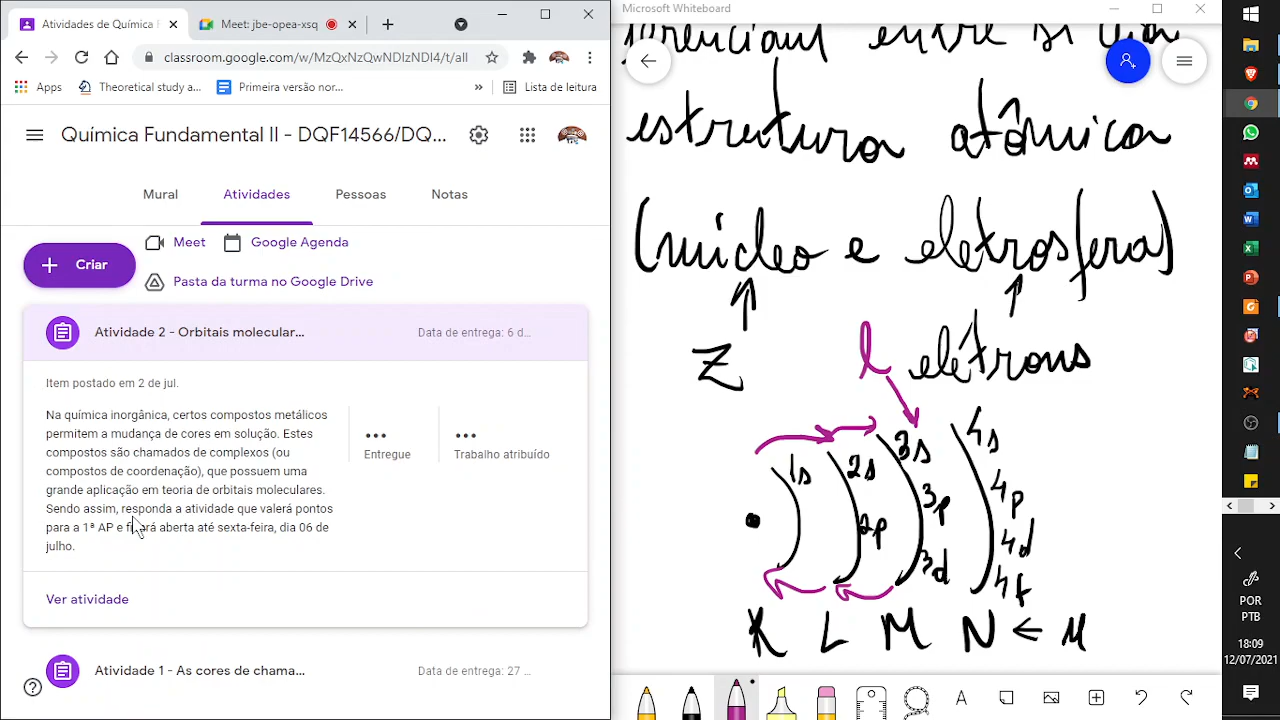 Atividades de Química F
Meet: jbe-opea-xsq
classroom.google.com/w/MzQxNzQwNDIzMDI4/t/all
Apps
Theoretical study a...
Primeira versão nor...
»
Lista de leitura
Química Fundamental II - DQF14566/DQ...
Mural
Atividades
Pessoas
Notas
Criar
Meet
Google Agenda
Pasta da turma no Google Drive
Atividade 2 - Orbitais molecular...
Data de entrega: 6 d...
Item postado em 2 de jul.
Na química inorgânica, certos compostos metálicos
permitem a mudança de cores em solução. Estes
compostos são chamados de complexos (ou
compostos de coordenação), que possuem uma
grande aplicação em teoria de orbitais moleculares.
Sendo assim, responda a atividade que valerá pontos
para a 1ª AP e ficará aberta até sexta-feira, dia 06 de
julho.
Entregue
Trabalho atribuído
Ver atividade
Atividade 1 - As cores de chama...
Data de entrega: 27 ...
Microsoft Whiteboard
entre si
estrutura atômica
(núcleo e eletrosfera)
Z
l elétrons
1s 2s 3s 4s
2p 3p 4p
3d 4d
4f
K L M N ← n
POR
PTB
18:09
12/07/2021